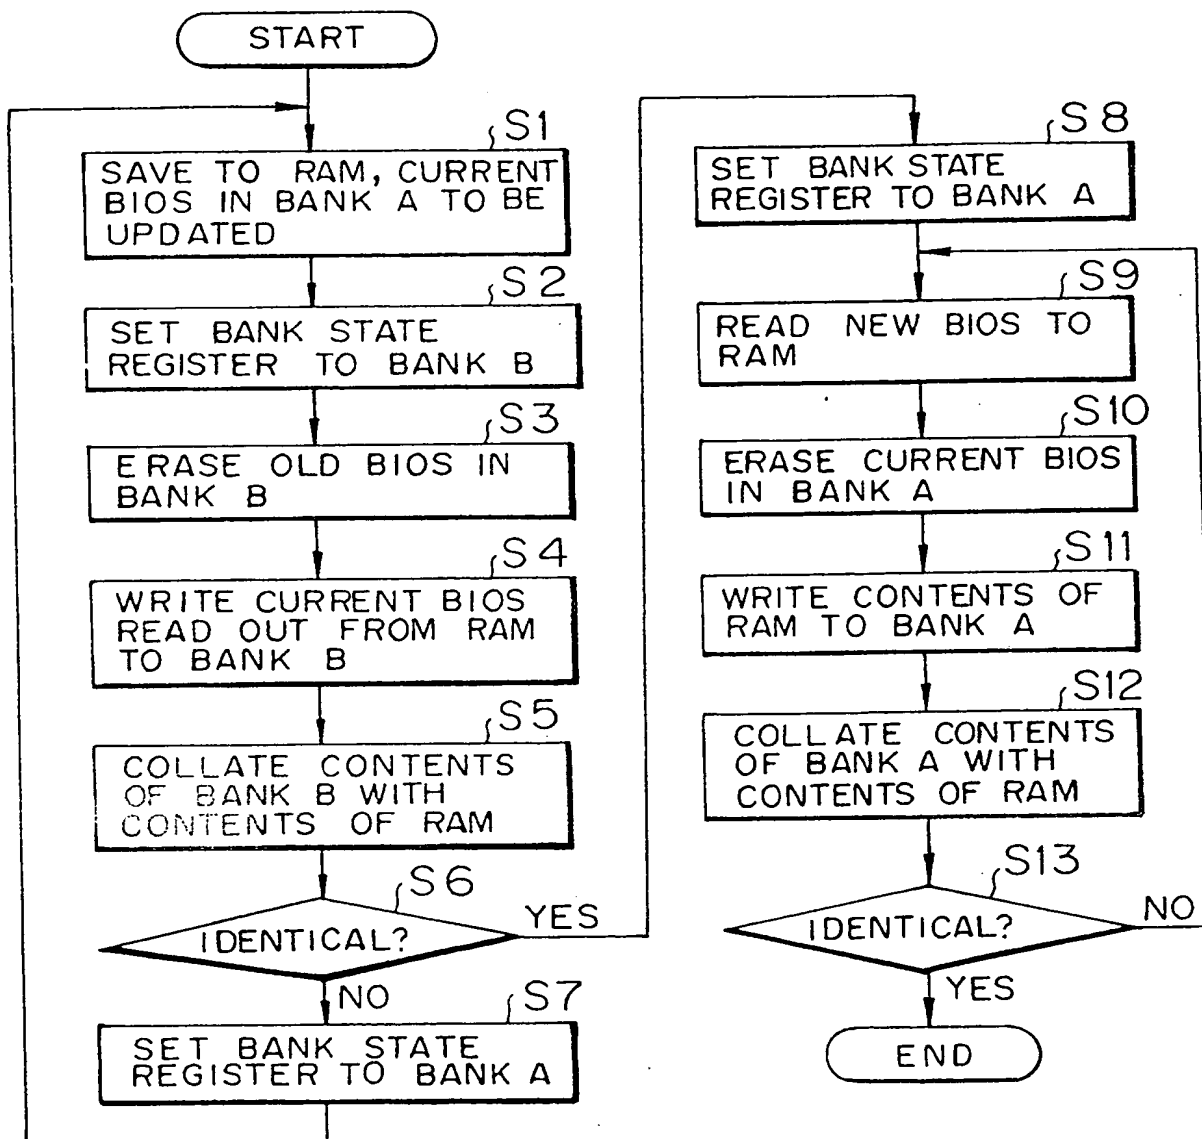 START
S1
SAVE TO RAM, CURRENT
BIOS IN BANK A TO BE
UPDATED
S2
SET BANK STATE
REGISTER TO BANK B
S3
ERASE OLD BIOS IN
BANK B
S4
WRITE CURRENT BIOS
READ OUT FROM RAM
TO BANK B
S5
COLLATE CONTENTS
OF BANK B WITH
CONTENTS OF RAM
S6
IDENTICAL?
YES
NO
S7
SET BANK STATE
REGISTER TO BANK A
S8
SET BANK STATE
REGISTER TO BANK A
S9
READ NEW BIOS TO
RAM
S10
ERASE CURRENT BIOS
IN BANK A
S11
WRITE CONTENTS OF
RAM TO BANK A
S12
COLLATE CONTENTS
OF BANK A WITH
CONTENTS OF RAM
S13
IDENTICAL?
NO
YES
END